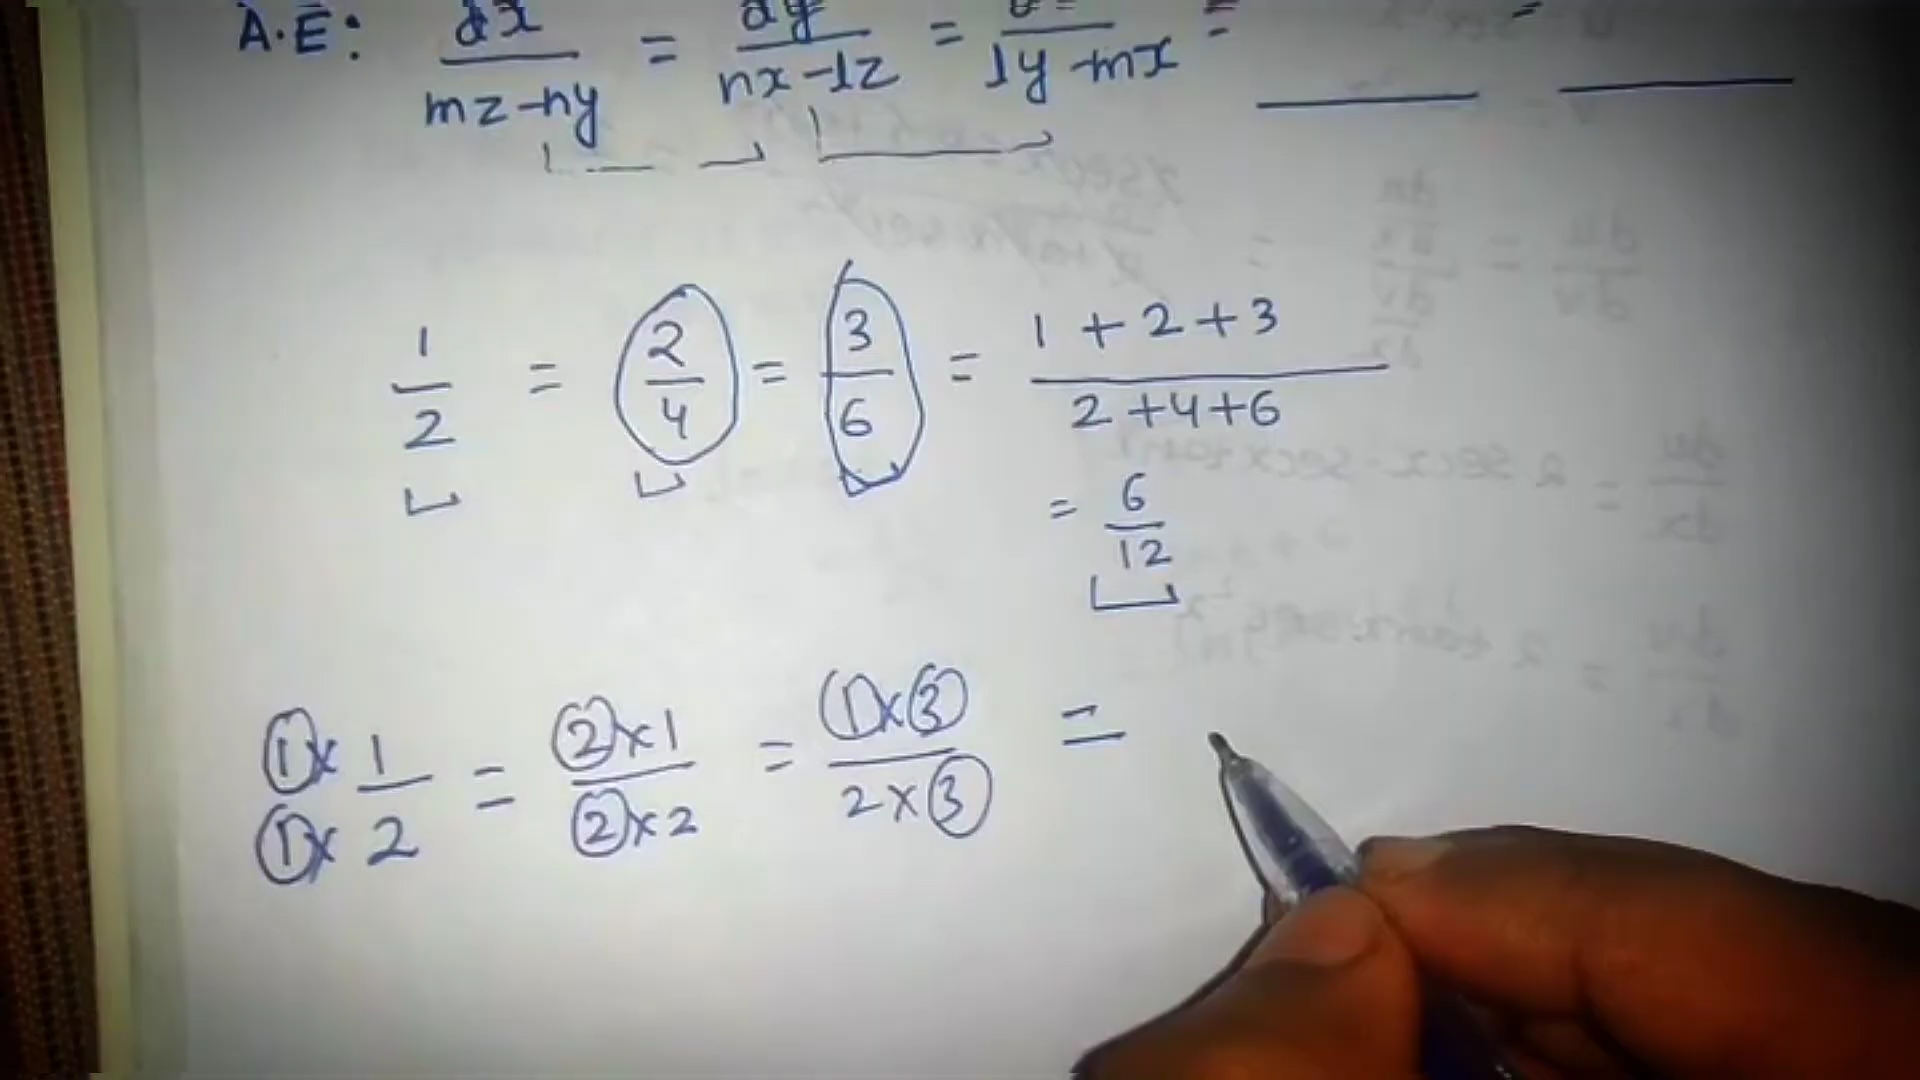 A.E: dx/(mz-ny) = dy/(nx-lz) = /(ly-mx) =
1/2 = 2/4 = 3/6 = (1+2+3)/(2+4+6)
= 6/12
(1×1)/(1×2) = (2×1)/(2×2) = (1×3)/(2×3) =